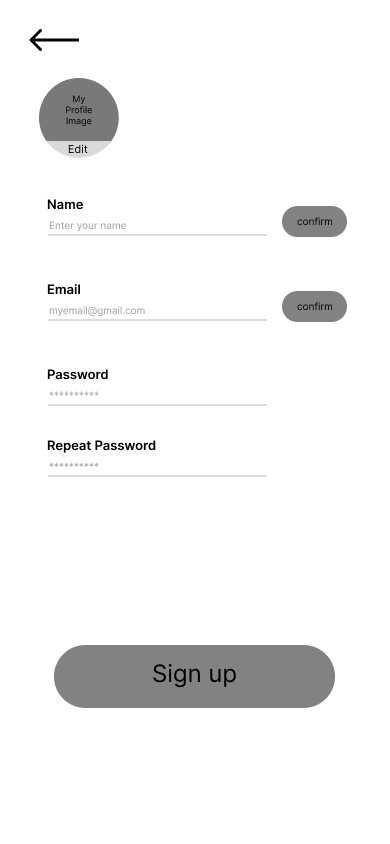 My
Profile
Image
Edit
Name
Enter your name
confirm
Email
myemail@gmail.com
confirm
Password
**********
Repeat Password
**********
Sign up